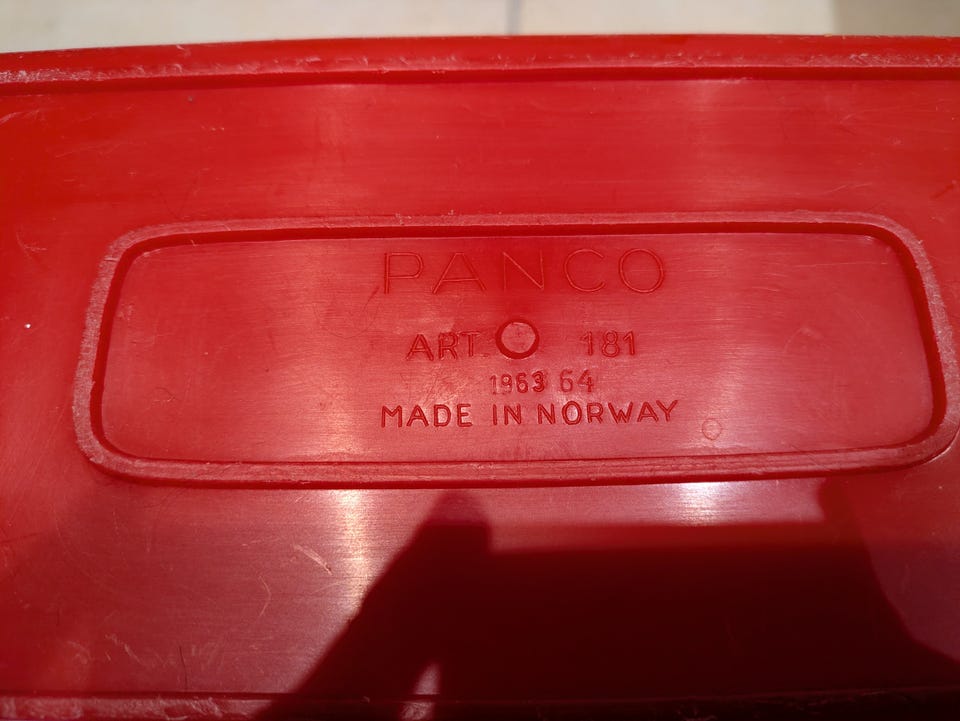 PANCO
ART. 181
1963 64
MADE IN NORWAY